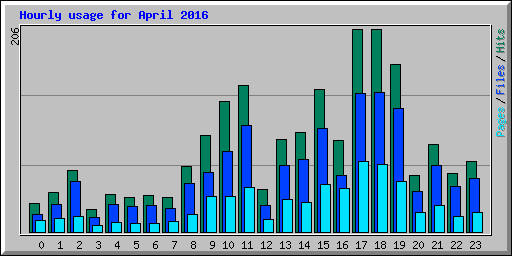 Hourly usage for April 2016
206
Pages/Files/Hits
0 1 2 3 4 5 6 7 8 9 10 11 12 13 14 15 16 17 18 19 20 21 22 23